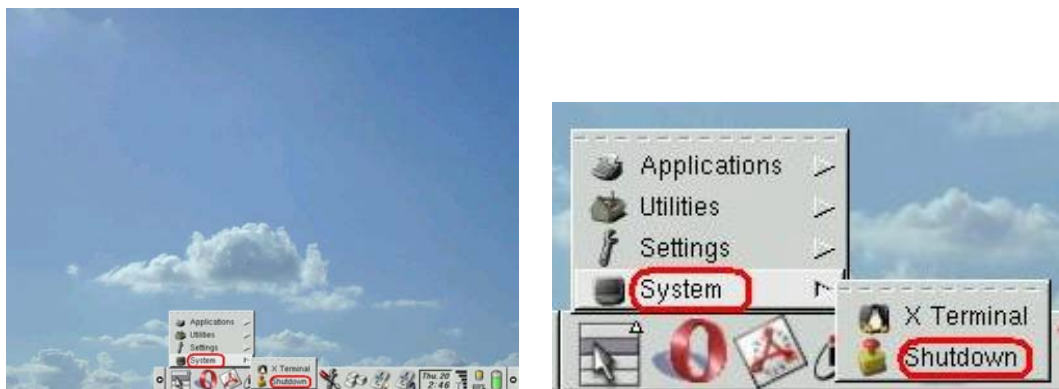 Applications
Utilities
Settings
System
X Terminal
Shutdown
Thu.20
2:46
Applications
Utilities
Settings
System
X Terminal
Shutdown